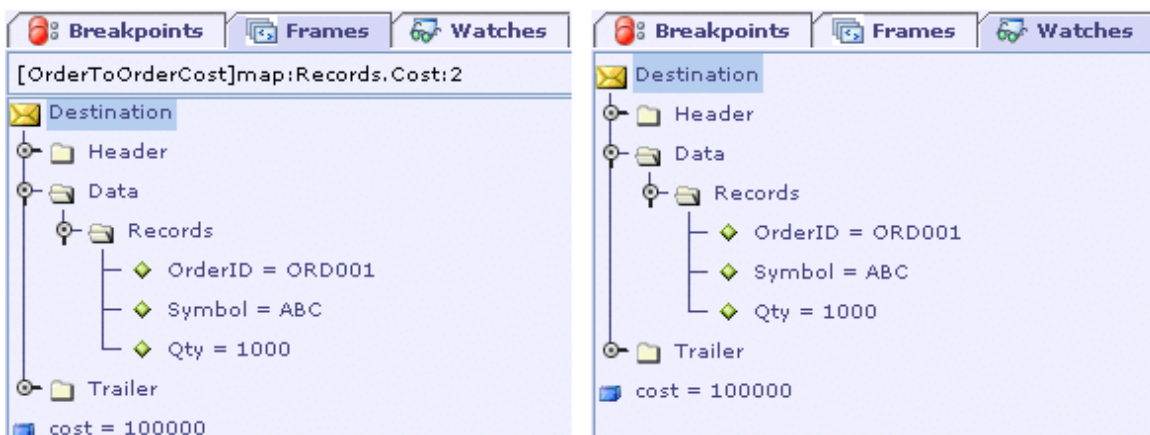 Breakpoints Frames Watches
[OrderToOrderCost]map:Records.Cost:2
Destination
Header
Data
Records
OrderID = ORD001
Symbol = ABC
Qty = 1000
Trailer
cost = 100000
Breakpoints Frames Watches
Destination
Header
Data
Records
OrderID = ORD001
Symbol = ABC
Qty = 1000
Trailer
cost = 100000